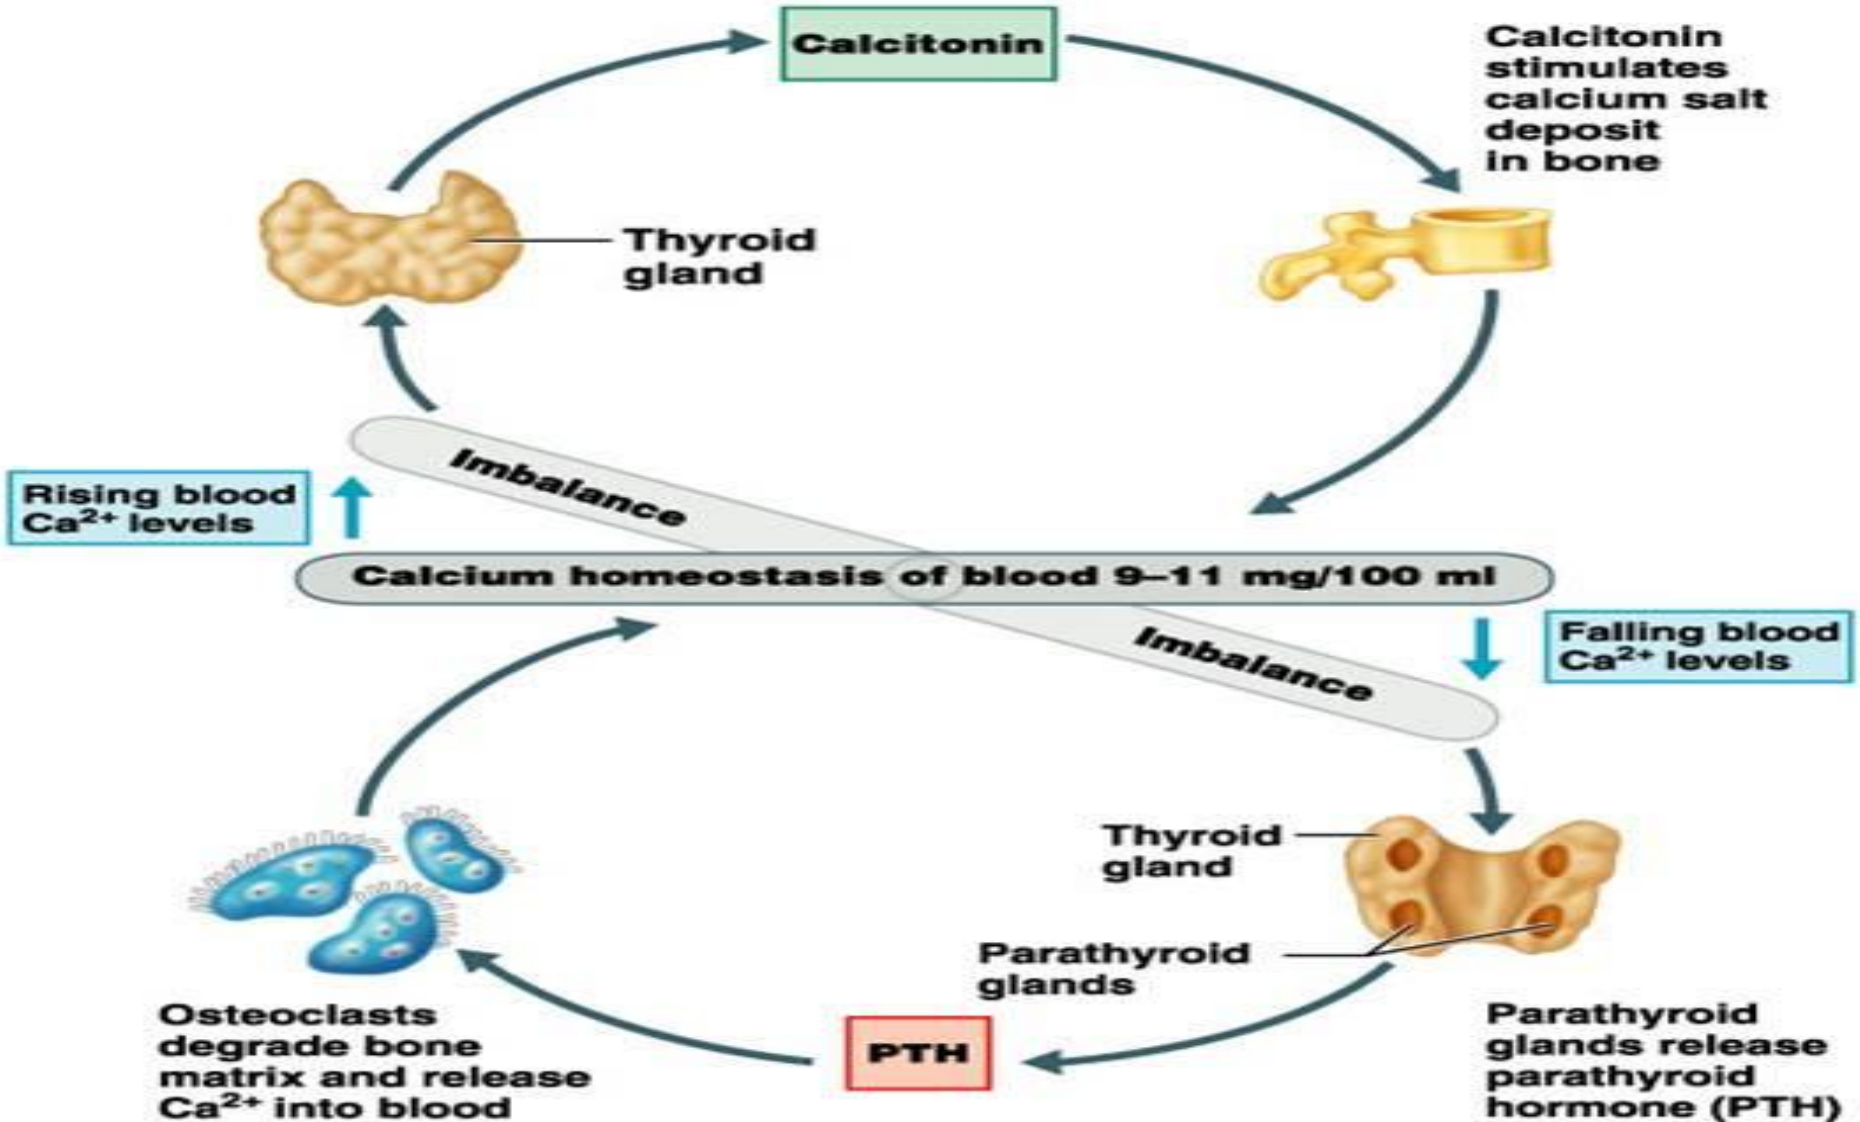 Calcitonin
Calcitonin
stimulates
calcium salt
deposit
in bone
Thyroid
gland
Imbalance
Rising blood
Ca²⁺ levels
Calcium homeostasis of blood 9–11 mg/100 ml
Imbalance
Falling blood
Ca²⁺ levels
Thyroid
gland
Parathyroid
glands
Osteoclasts
degrade bone
matrix and release
Ca²⁺ into blood
PTH
Parathyroid
glands release
parathyroid
hormone (PTH)